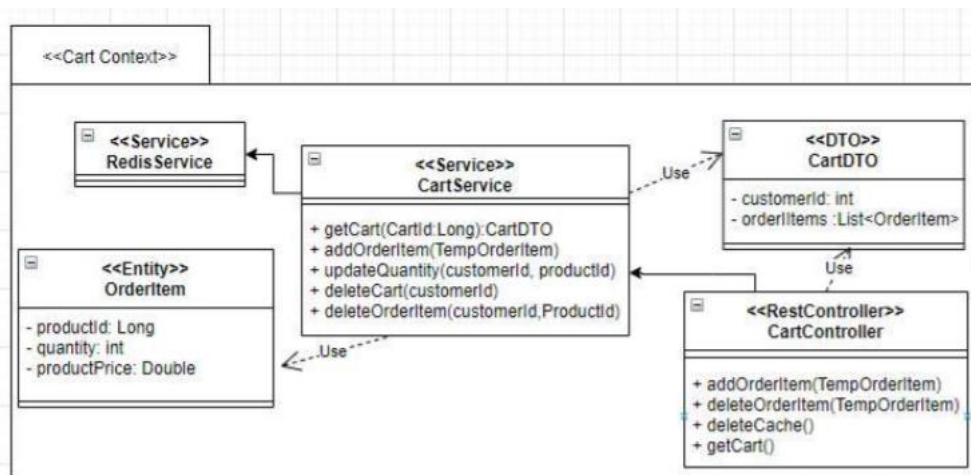 <<Cart Context>>
<<Service>>
RedisService
<<Service>>
CartService
+ getCart(CartId:Long):CartDTO
+ addOrderItem(TempOrderItem)
+ updateQuantity(customerId, productId)
+ deleteCart(customerId)
+ deleteOrderItem(customerId,ProductId)
Use
<<DTO>>
CartDTO
- customerId: int
- orderIItems :List<OrderItem>
Use
<<Entity>>
OrderItem
- productId: Long
- quantity: int
- productPrice: Double
Use
<<RestController>>
CartController
+ addOrderItem(TempOrderItem)
+ deleteOrderItem(TempOrderItem)
+ deleteCache()
+ getCart()